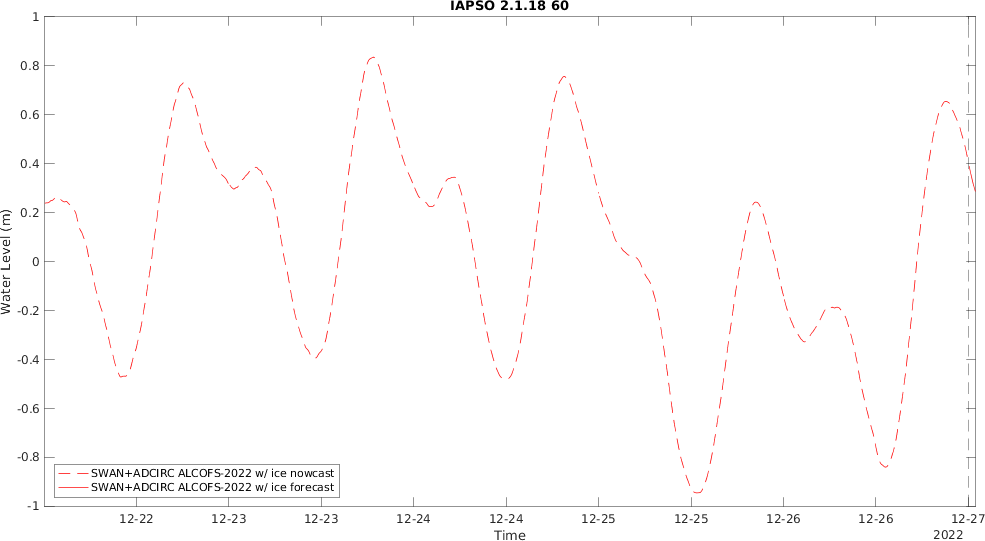 IAPSO 2.1.18 60
1
0.8
0.6
0.4
0.2
0
-0.2
-0.4
-0.6
-0.8
-1
Water Level (m)
SWAN+ADCIRC ALCOFS-2022 w/ ice nowcast
SWAN+ADCIRC ALCOFS-2022 w/ ice forecast
12-22 12-23 12-23 12-24 12-24 12-25 12-25 12-26 12-26 12-27
Time
2022